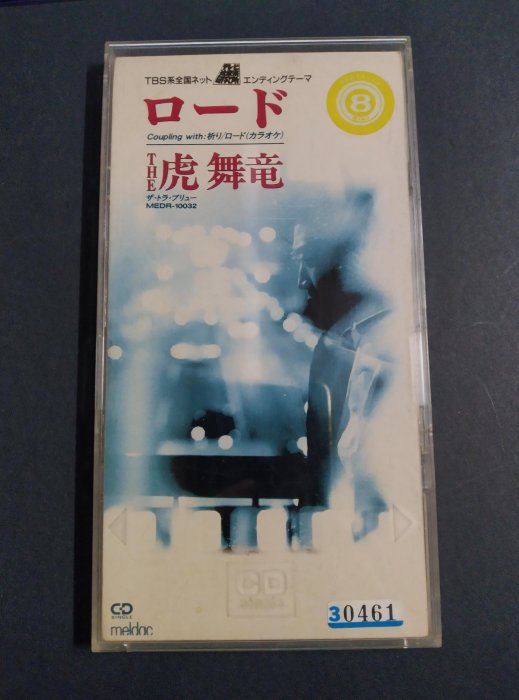 TBS系全国ネット
エンディングテーマ
ロード
8
Coupling with:祈り/ロード(カラオケ)
THE 虎舞竜
ザ・トラ・ブリュー
MEDR-10032
CD
CD
SINGLE
meldac
30461